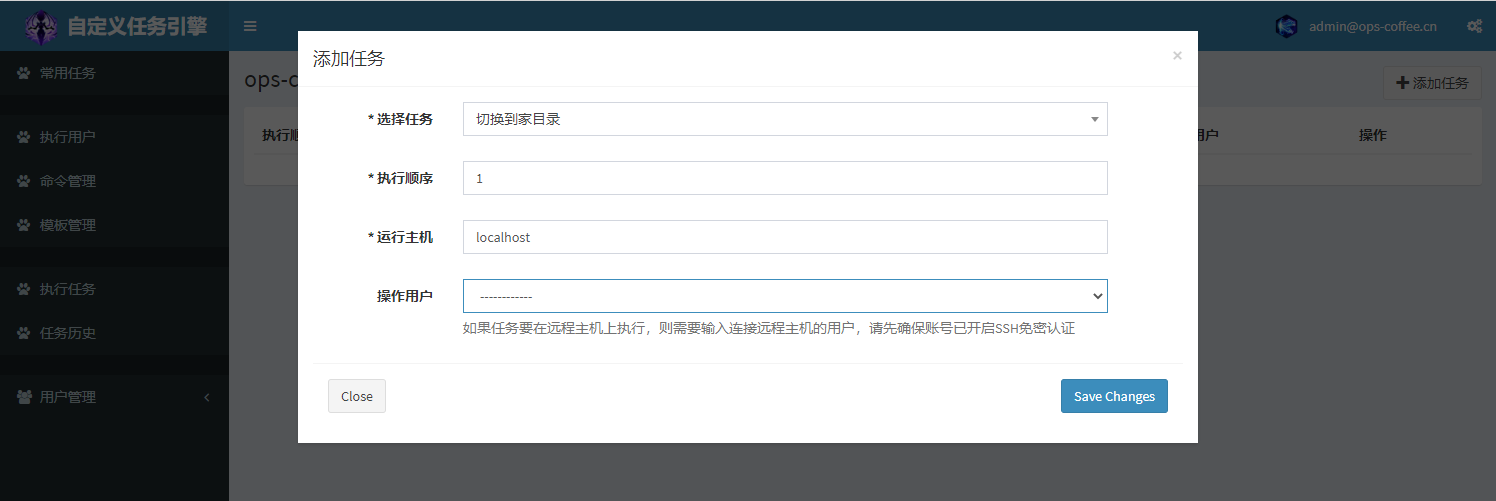 自定义任务引擎
admin@ops-coffee.cn
常用任务
执行用户
命令管理
模板管理
执行任务
任务历史
用户管理
ops-c
添加任务
执行顺
用户
操作
添加任务
×
* 选择任务
切换到家目录
* 执行顺序
1
* 运行主机
localhost
操作用户
------------
如果任务要在远程主机上执行，则需要输入连接远程主机的用户，请先确保账号已开启SSH免密认证
Close
Save Changes